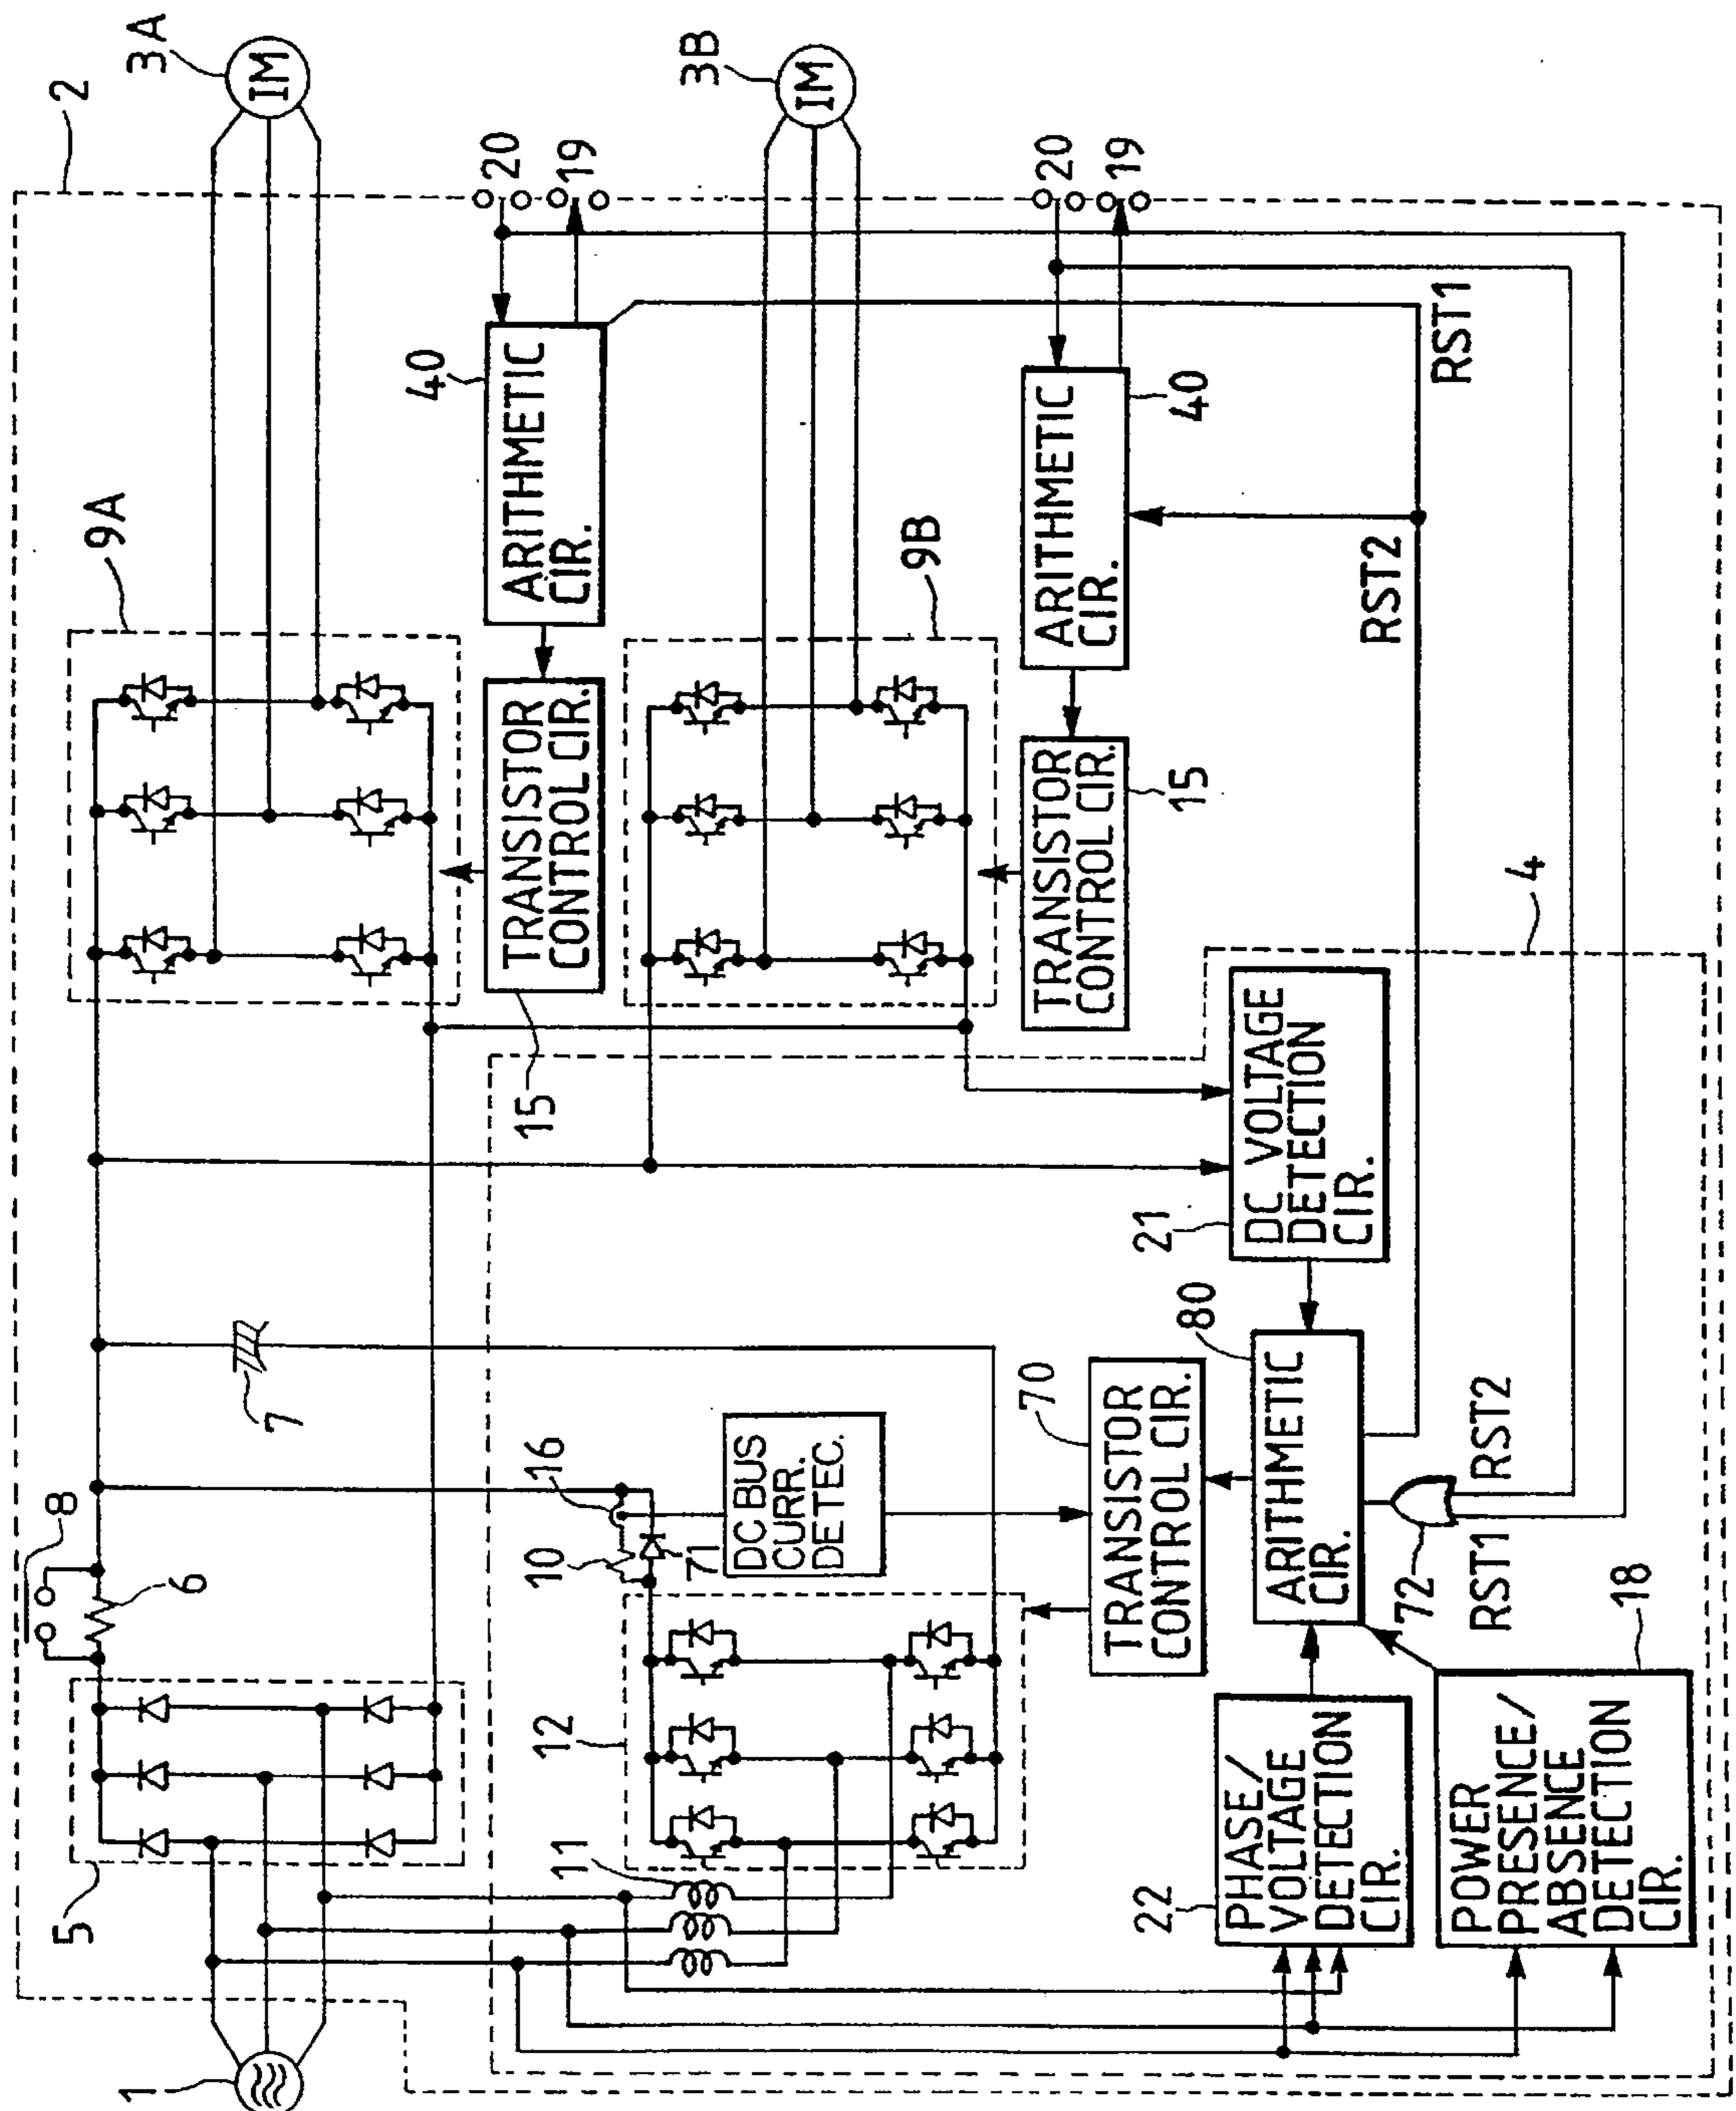 1
2
3A
IM
3B
IM
5
8
6
7
9A
20
19
40
ARITHMETIC
CIR.
TRANSISTOR
CONTROL CIR.
15
9B
20
19
ARITHMETIC
CIR.
40
TRANSISTOR
CONTROL CIR.
15
RST1
RST2
4
11
12
10
16
71
DC BUS
CURR.
DETEC.
70
TRANSISTOR
CONTROL CIR.
21
DC VOLTAGE
DETECTION
CIR.
80
ARITHMETIC
CIR.
72
RST1
RST2
22
PHASE/
VOLTAGE
DETECTION
CIR.
18
POWER
PRESENCE/
ABSENCE
DETECTION
CIR.